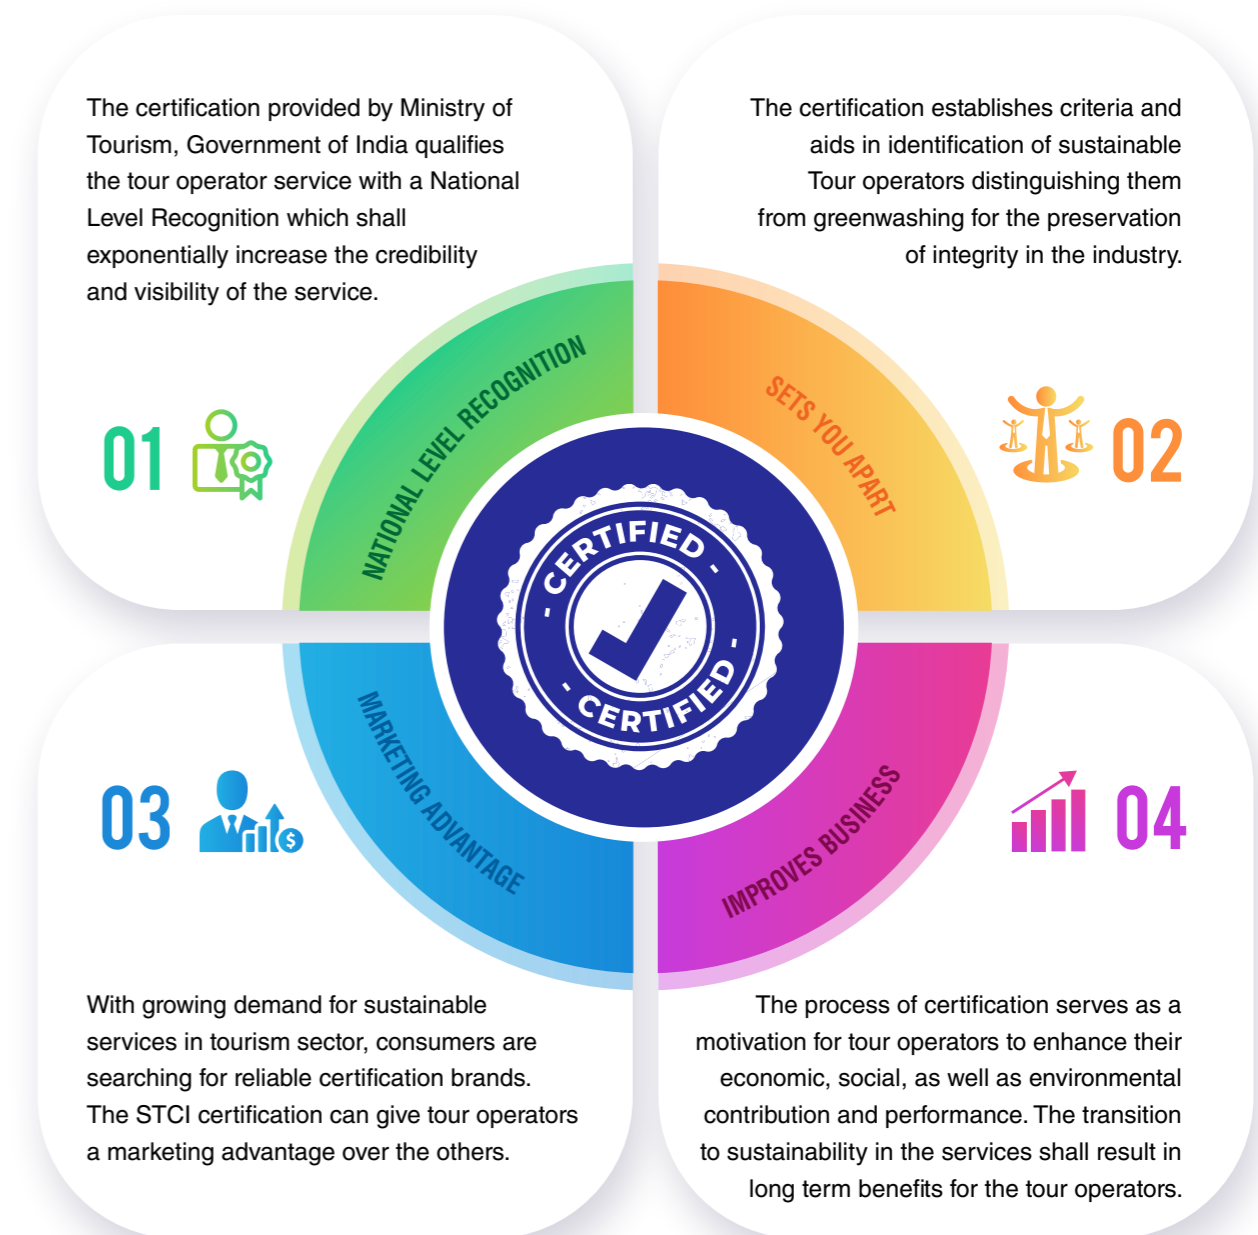 The certification provided by Ministry of
Tourism, Government of India qualifies
the tour operator service with a National
Level Recognition which shall
exponentially increase the credibility
and visibility of the service.
01
NATIONAL LEVEL RECOGNITION
The certification establishes criteria and
aids in identification of sustainable
Tour operators distinguishing them
from greenwashing for the preservation
of integrity in the industry.
SETS YOU APART
02
- CERTIFIED -
- CERTIFIED -
03
$
MARKETING ADVANTAGE
With growing demand for sustainable
services in tourism sector, consumers are
searching for reliable certification brands.
The STCI certification can give tour operators
a marketing advantage over the others.
IMPROVES BUSINESS
04
The process of certification serves as a
motivation for tour operators to enhance their
economic, social, as well as environmental
contribution and performance. The transition
to sustainability in the services shall result in
long term benefits for the tour operators.